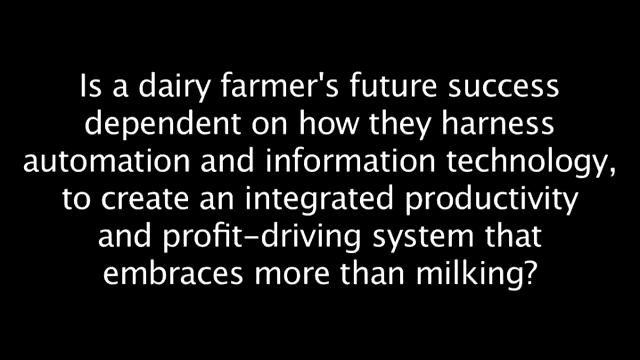 Is a dairy farmer's future success
dependent on how they harness
automation and information technology,
to create an integrated productivity
and profit-driving system that
embraces more than milking?